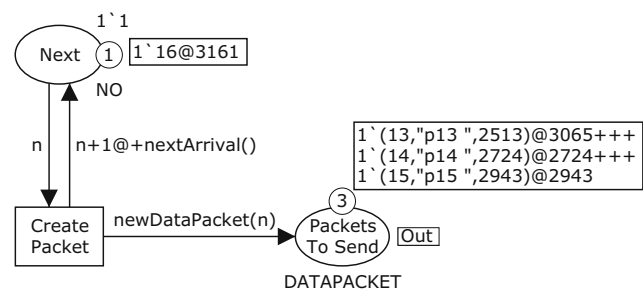 1`1
Next
1
1`16@3161
NO
n
n+1@+nextArrival()
1`(13,"p13 ",2513)@3065+++
1`(14,"p14 ",2724)@2724+++
1`(15,"p15 ",2943)@2943
3
Create
Packet
newDataPacket(n)
Packets
To Send
Out
DATAPACKET